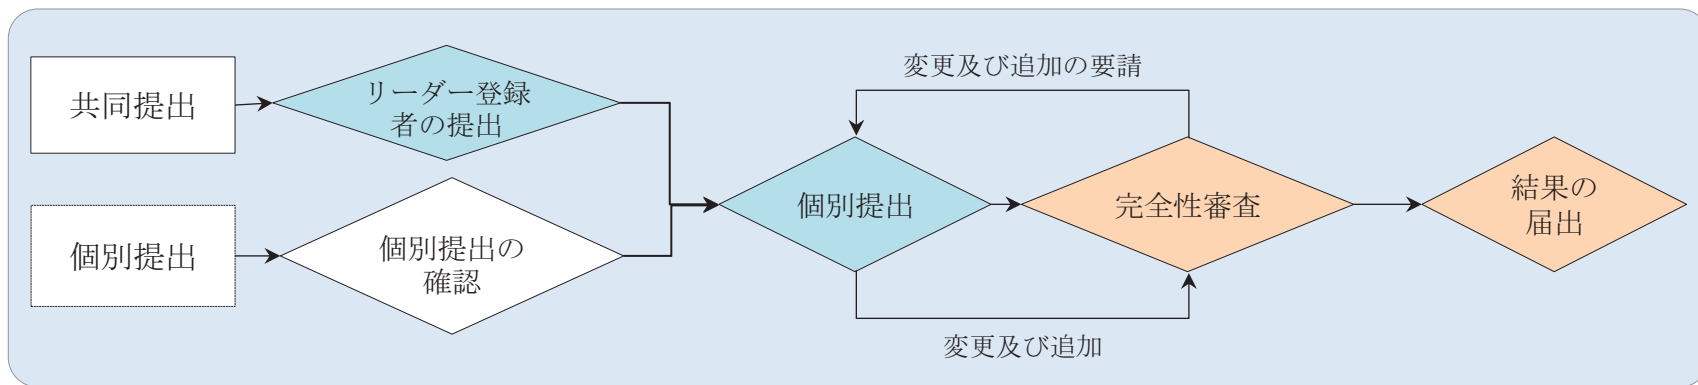 共同提出
リーダー登録
者の提出
個別提出
個別提出の
確認
変更及び追加の要請
個別提出
完全性審査
変更及び追加
結果の
届出